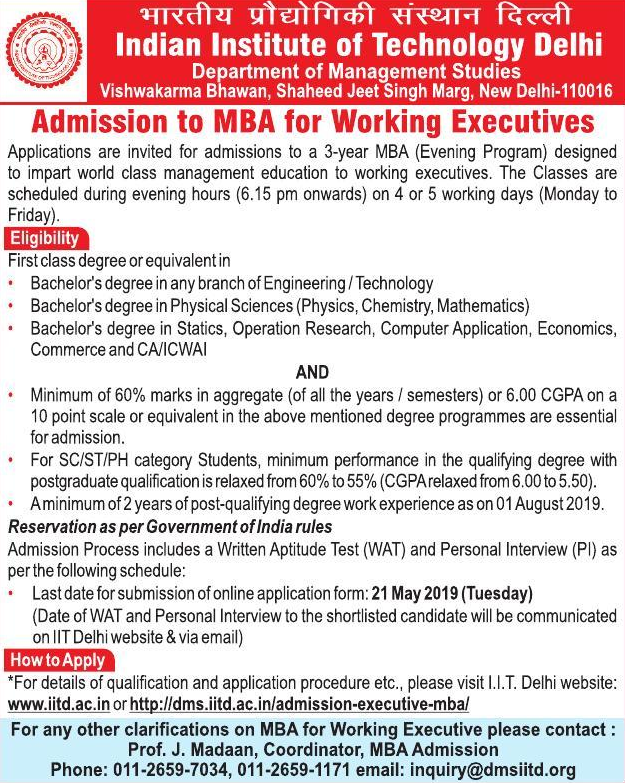 भारतीय प्रौद्योगिकी संस्थान दिल्ली
Indian Institute of Technology Delhi
Department of Management Studies
Vishwakarma Bhawan, Shaheed Jeet Singh Marg, New Delhi-110016
Admission to MBA for Working Executives
Applications are invited for admissions to a 3-year MBA (Evening Program) designed
to impart world class management education to working executives. The Classes are
scheduled during evening hours (6.15 pm onwards) on 4 or 5 working days (Monday to
Friday).
Eligibility
First class degree or equivalent in
• Bachelor's degree in any branch of Engineering / Technology
• Bachelor's degree in Physical Sciences (Physics, Chemistry, Mathematics)
• Bachelor's degree in Statics, Operation Research, Computer Application, Economics,
Commerce and CA/ICWAI
AND
• Minimum of 60% marks in aggregate (of all the years / semesters) or 6.00 CGPA on a
10 point scale or equivalent in the above mentioned degree programmes are essential
for admission.
• For SC/ST/PH category Students, minimum performance in the qualifying degree with
postgraduate qualification is relaxed from 60% to 55% (CGPA relaxed from 6.00 to 5.50).
• A minimum of 2 years of post-qualifying degree work experience as on 01 August 2019.
Reservation as per Government of India rules
Admission Process includes a Written Aptitude Test (WAT) and Personal Interview (PI) as
per the following schedule:
• Last date for submission of online application form: 21 May 2019 (Tuesday)
(Date of WAT and Personal Interview to the shortlisted candidate will be communicated
on IIT Delhi website & via email)
How to Apply
*For details of qualification and application procedure etc., please visit I.I.T. Delhi website:
www.iitd.ac.in or http://dms.iitd.ac.in/admission-executive-mba/
For any other clarifications on MBA for Working Executive please contact :
Prof. J. Madaan, Coordinator, MBA Admission
Phone: 011-2659-7034, 011-2659-1171 email: inquiry@dmsiitd.org